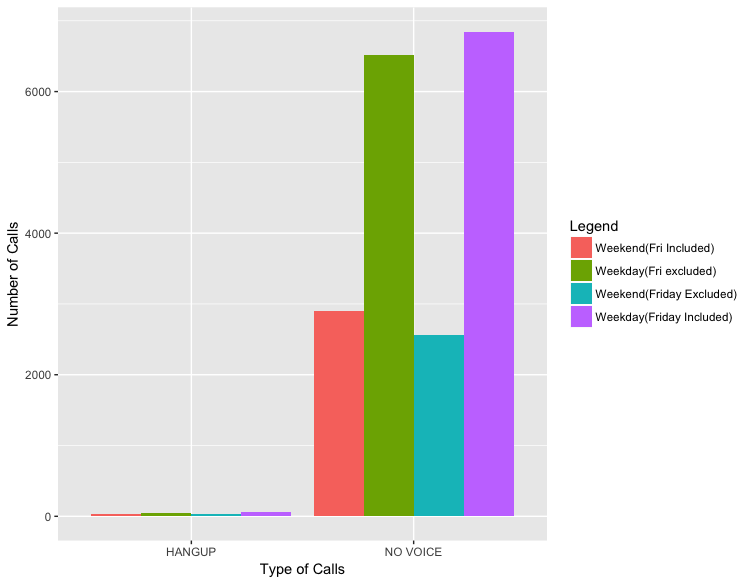 6000
4000
2000
0
Number of Calls
HANGUP
NO VOICE
Type of Calls
Legend
Weekend(Fri Included)
Weekday(Fri excluded)
Weekend(Friday Excluded)
Weekday(Friday Included)